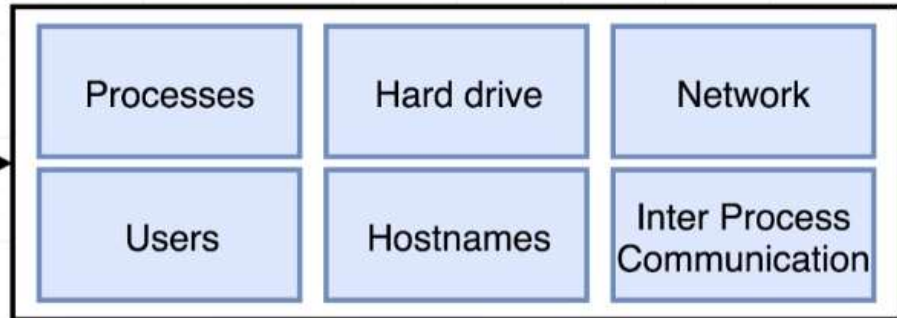 Processes
Hard drive
Network
Users
Hostnames
Inter Process
Communication